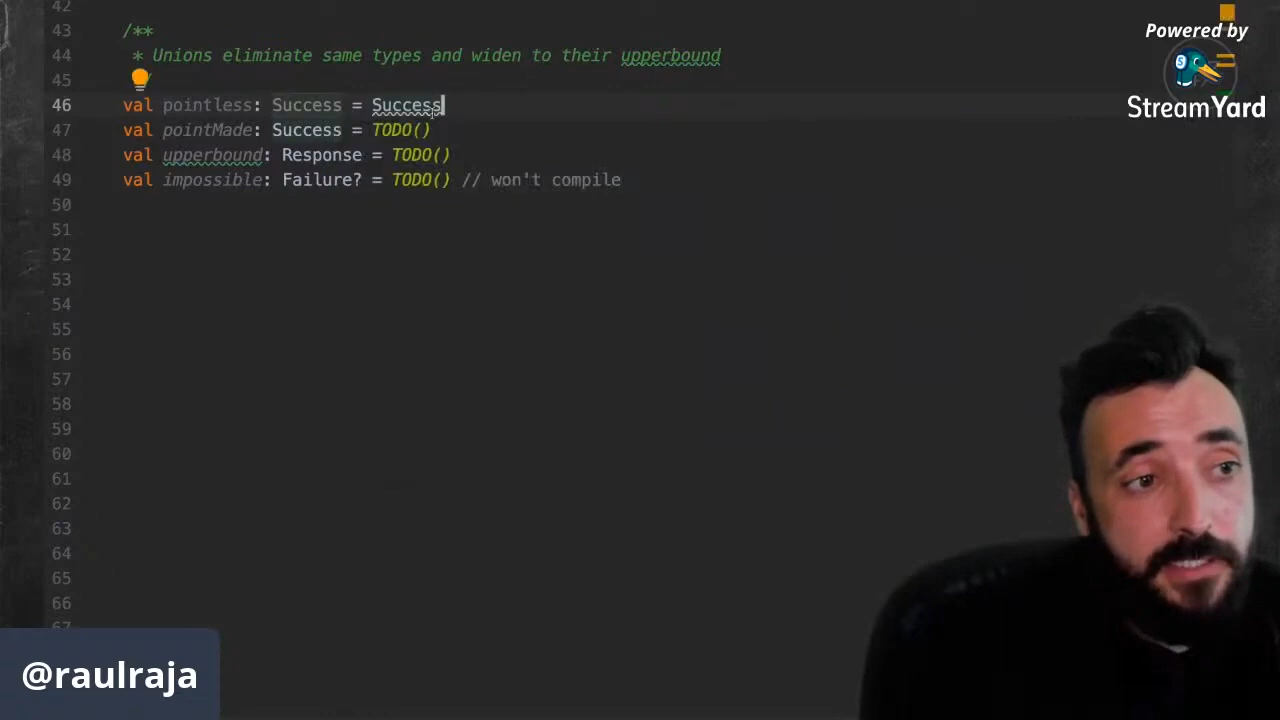 42
43 /**
44 * Unions eliminate same types and widen to their upperbound
45 /
46 val pointless: Success = Success
47 val pointMade: Success = TODO()
48 val upperbound: Response = TODO()
49 val impossible: Failure? = TODO() // won't compile
50
51
52
53
54
55
56
57
58
59
60
61
62
63
64
65
66
67
Powered by
StreamYard
@raulraja